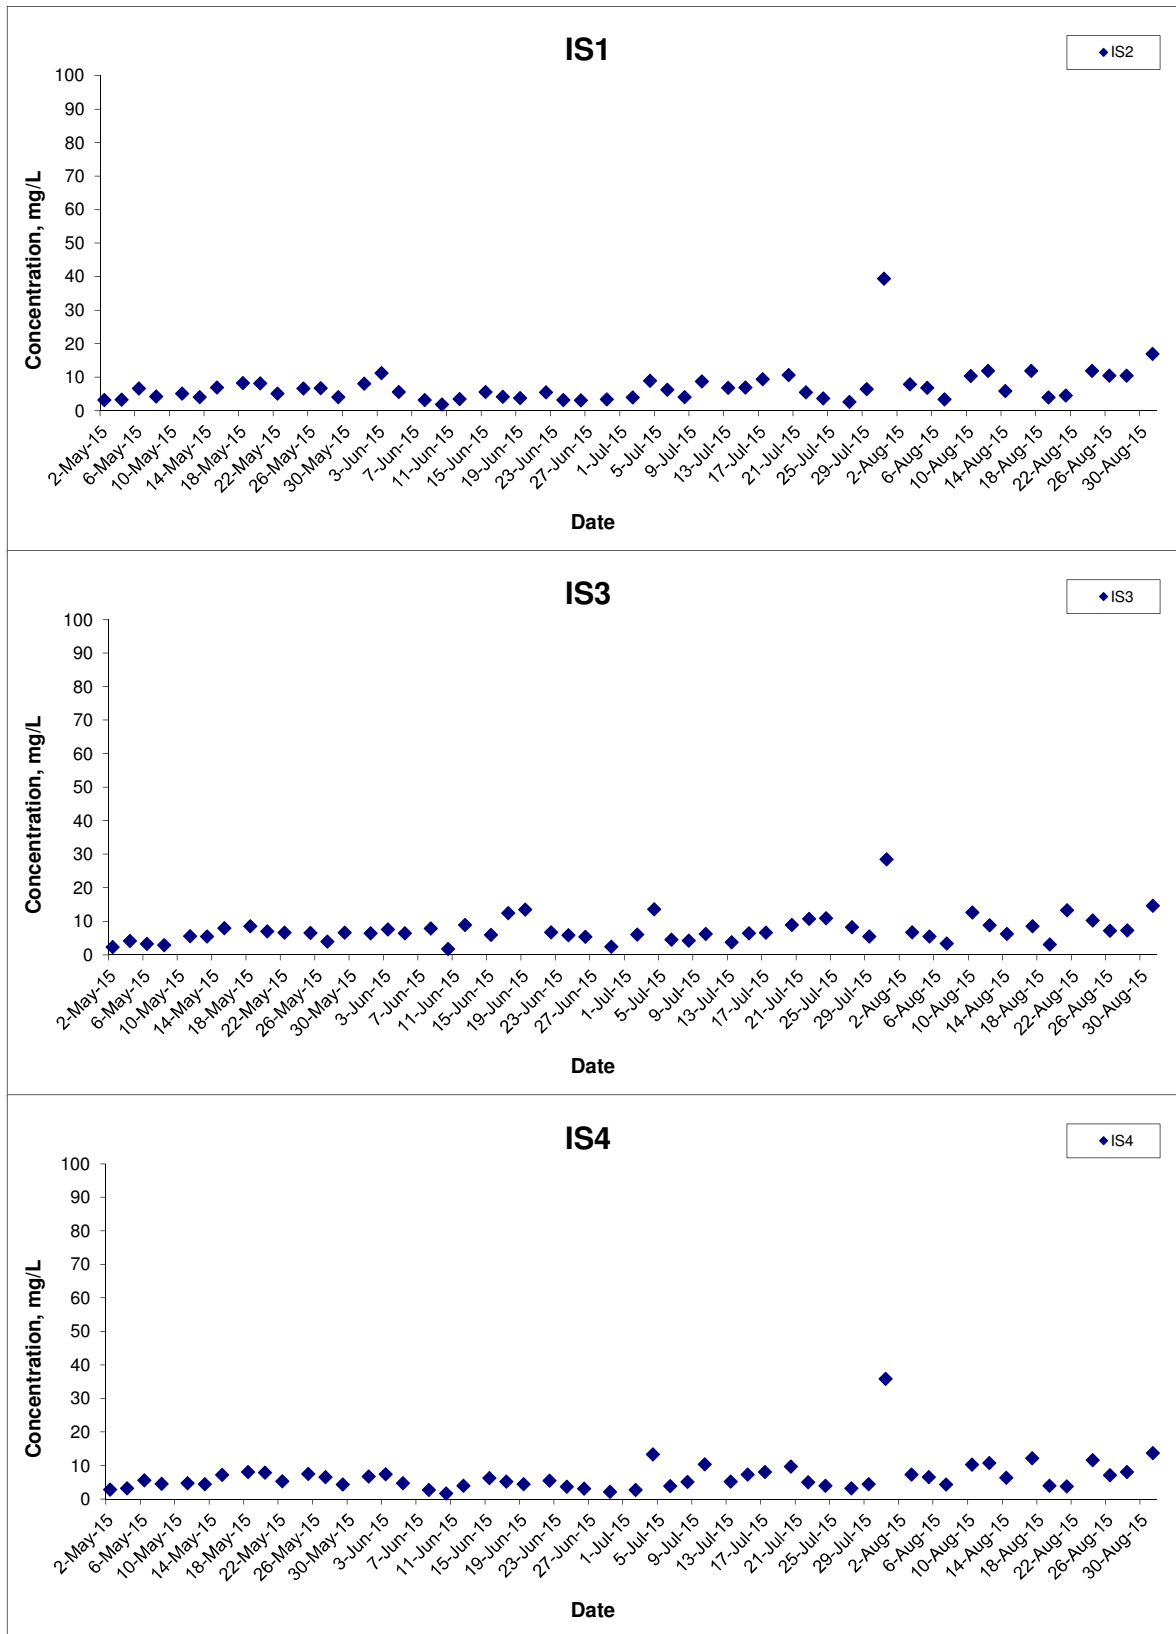 IS1
IS2
100
90
80
70
60
50
40
30
20
10
0
Concentration, mg/L
2-May-15
6-May-15
10-May-15
14-May-15
18-May-15
22-May-15
26-May-15
30-May-15
3-Jun-15
7-Jun-15
11-Jun-15
15-Jun-15
19-Jun-15
23-Jun-15
27-Jun-15
1-Jul-15
5-Jul-15
9-Jul-15
13-Jul-15
17-Jul-15
21-Jul-15
25-Jul-15
29-Jul-15
2-Aug-15
6-Aug-15
10-Aug-15
14-Aug-15
18-Aug-15
22-Aug-15
26-Aug-15
30-Aug-15
Date
IS3
IS3
100
90
80
70
60
50
40
30
20
10
0
Concentration, mg/L
2-May-15
6-May-15
10-May-15
14-May-15
18-May-15
22-May-15
26-May-15
30-May-15
3-Jun-15
7-Jun-15
11-Jun-15
15-Jun-15
19-Jun-15
23-Jun-15
27-Jun-15
1-Jul-15
5-Jul-15
9-Jul-15
13-Jul-15
17-Jul-15
21-Jul-15
25-Jul-15
29-Jul-15
2-Aug-15
6-Aug-15
10-Aug-15
14-Aug-15
18-Aug-15
22-Aug-15
26-Aug-15
30-Aug-15
Date
IS4
IS4
100
90
80
70
60
50
40
30
20
10
0
Concentration, mg/L
2-May-15
6-May-15
10-May-15
14-May-15
18-May-15
22-May-15
26-May-15
30-May-15
3-Jun-15
7-Jun-15
11-Jun-15
15-Jun-15
19-Jun-15
23-Jun-15
27-Jun-15
1-Jul-15
5-Jul-15
9-Jul-15
13-Jul-15
17-Jul-15
21-Jul-15
25-Jul-15
29-Jul-15
2-Aug-15
6-Aug-15
10-Aug-15
14-Aug-15
18-Aug-15
22-Aug-15
26-Aug-15
30-Aug-15
Date